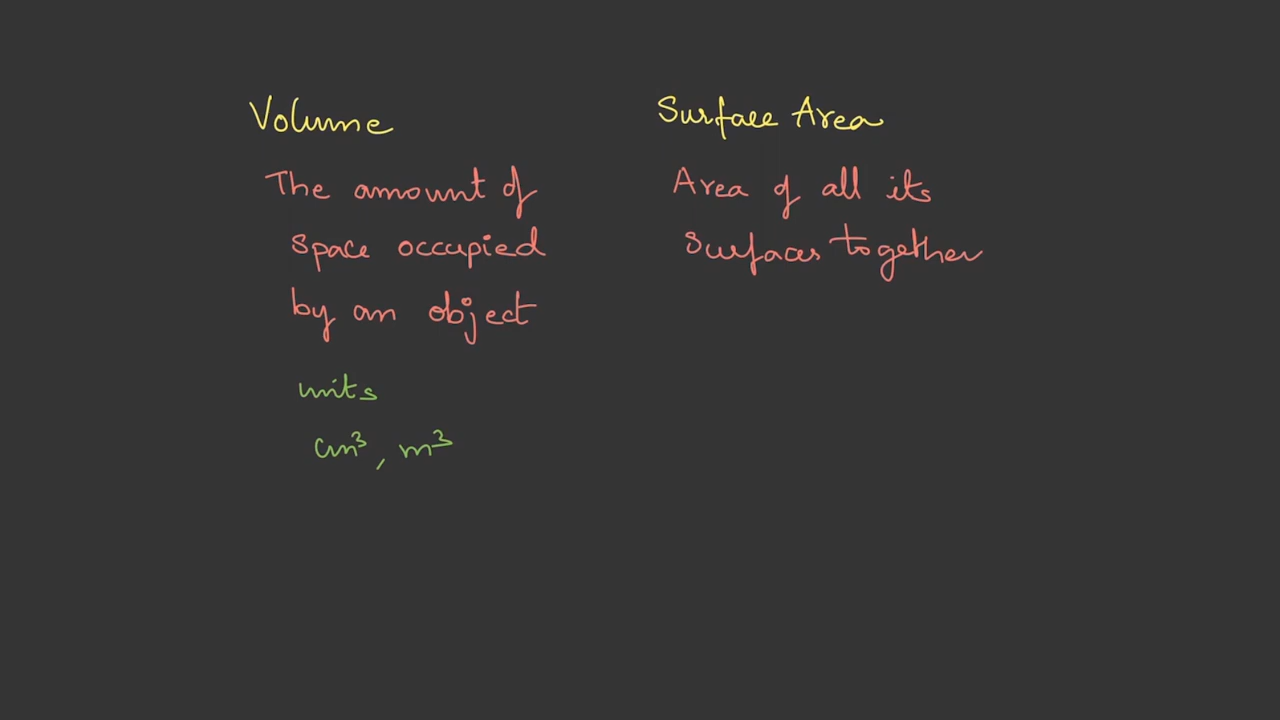 Volume
The amount of
space occupied
by an object
units
cm³, m³
Surface Area
Area of all its
surfaces together